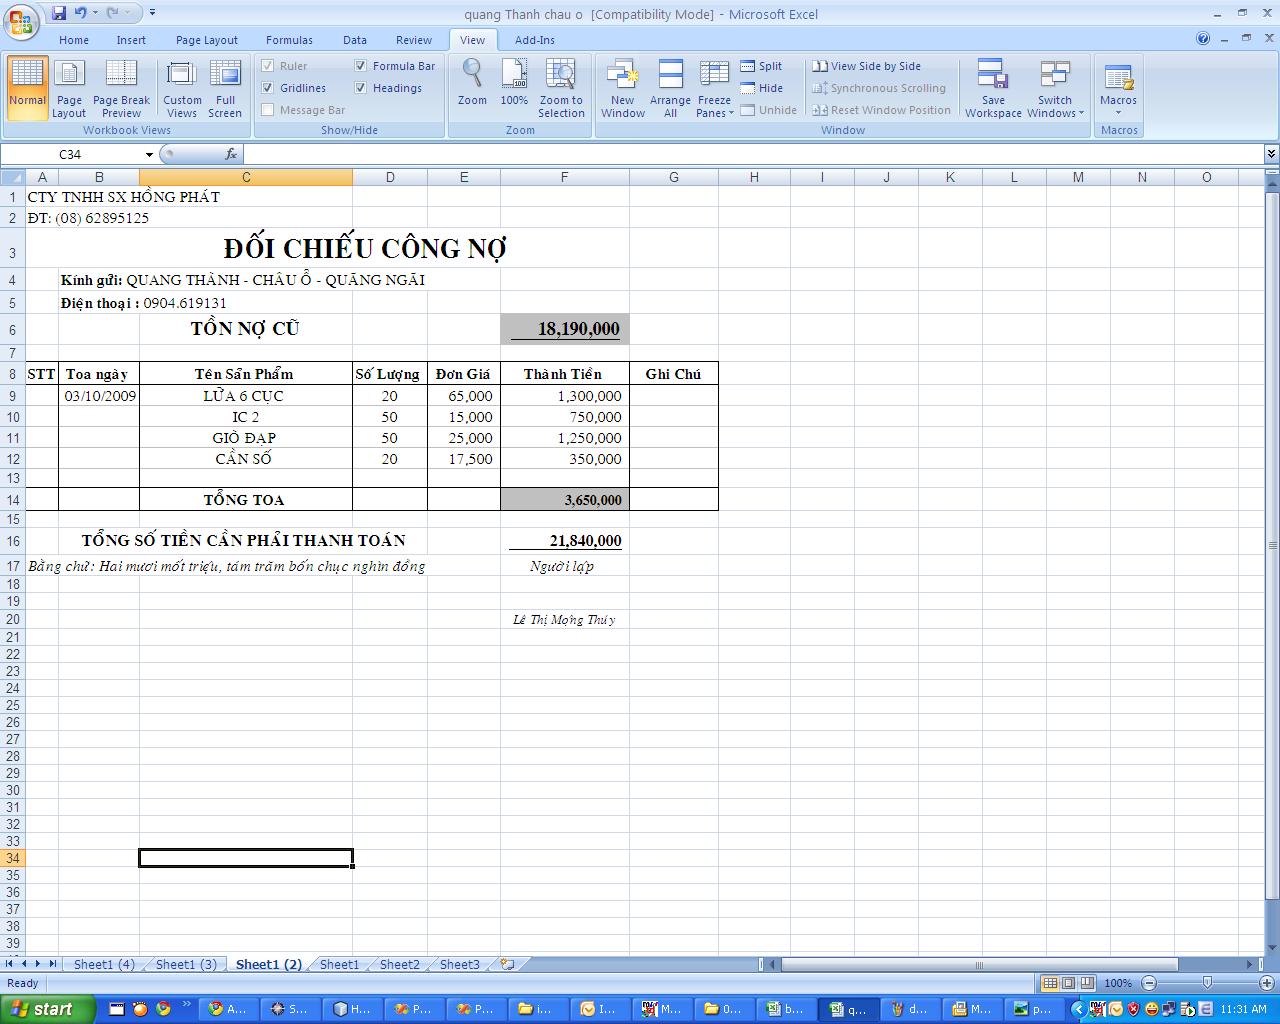 quang Thanh chau o  [Compatibility Mode] - Microsoft Excel
Home Insert Page Layout Formulas Data Review View Add-Ins
Normal Page Layout Page Break Preview Custom Views Full Screen
Workbook Views
Ruler Formula Bar
Gridlines Headings
Message Bar
Show/Hide
Zoom 100% Zoom to Selection
Zoom
New Window Arrange All Freeze Panes
Split Hide Unhide
View Side by Side
Synchronous Scrolling
Reset Window Position
Window
Save Workspace Switch Windows
Macros
Macros
C34 fx
A B C D E F G H I J K L M N O
1 CTY TNHH SX HỒNG PHÁT
2 ĐT: (08) 62895125
3 ĐỐI CHIẾU CÔNG NỢ
4 Kính gửi: QUANG THÀNH - CHÂU Ổ - QUÃNG NGÃI
5 Điện thoại : 0904.619131
6 TỒN NỢ CŨ 18,190,000
7
8 STT Toa ngày Tên Sản Phẩm Số Lượng Đơn Giá Thành Tiền Ghi Chú
9 03/10/2009 LỮA 6 CỤC 20 65,000 1,300,000
10 IC 2 50 15,000 750,000
11 GIÒ ĐẠP 50 25,000 1,250,000
12 CẦN SỐ 20 17,500 350,000
13
14 TỔNG TOA 3,650,000
15
16 TỔNG SỐ TIỀN CẦN PHẢI THANH TOÁN 21,840,000
17 Bằng chữ: Hai mươi mốt triệu, tám trăm bốn chục nghìn đồng Người lập
18
19
20 Lê Thị Mộng Thúy
21
22
23
24
25
26
27
28
29
30
31
32
33
34
35
36
37
38
39
Sheet1 (4) Sheet1 (3) Sheet1 (2) Sheet1 Sheet2 Sheet3
Ready 100%
start A... S... H... P... P... i... I... M... 0... b... q... d... M... p... 11:31 AM